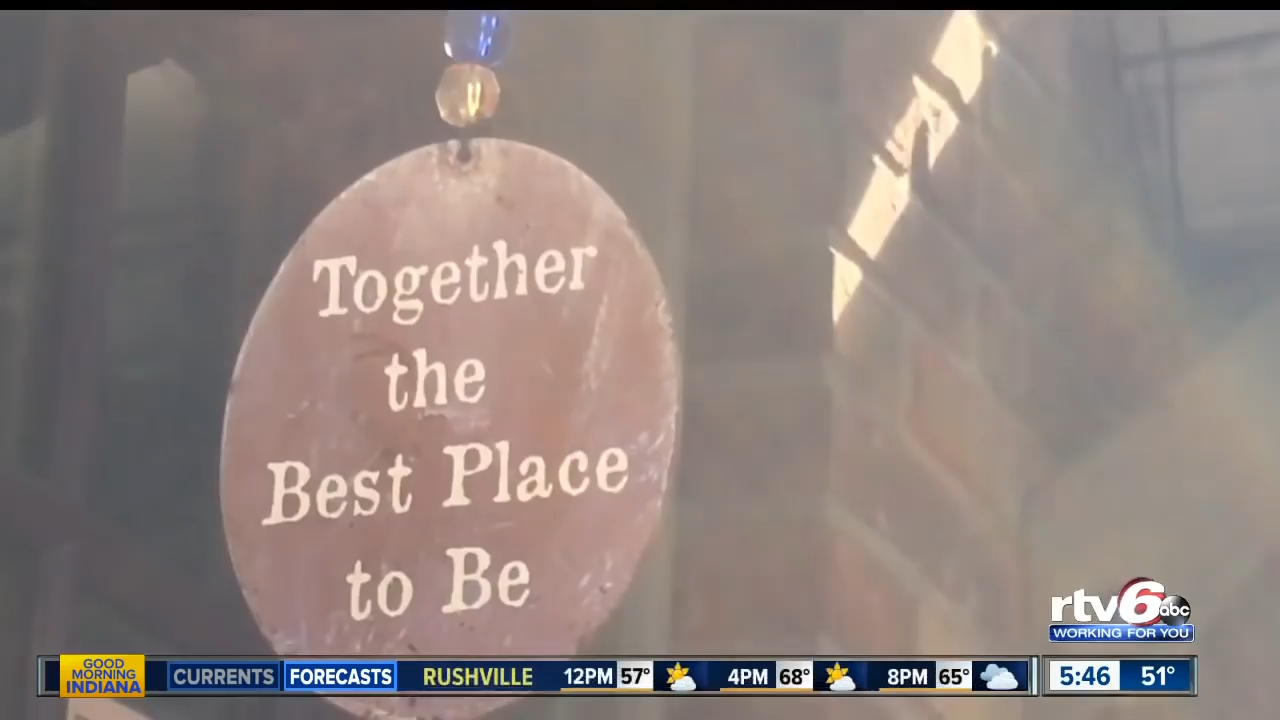 Together
the
Best Place
to Be
rtv6 abc
WORKING FOR YOU
GOOD
MORNING
INDIANA
CURRENTS FORECASTS RUSHVILLE 12PM 57° 4PM 68° 8PM 65° 5:46 51°